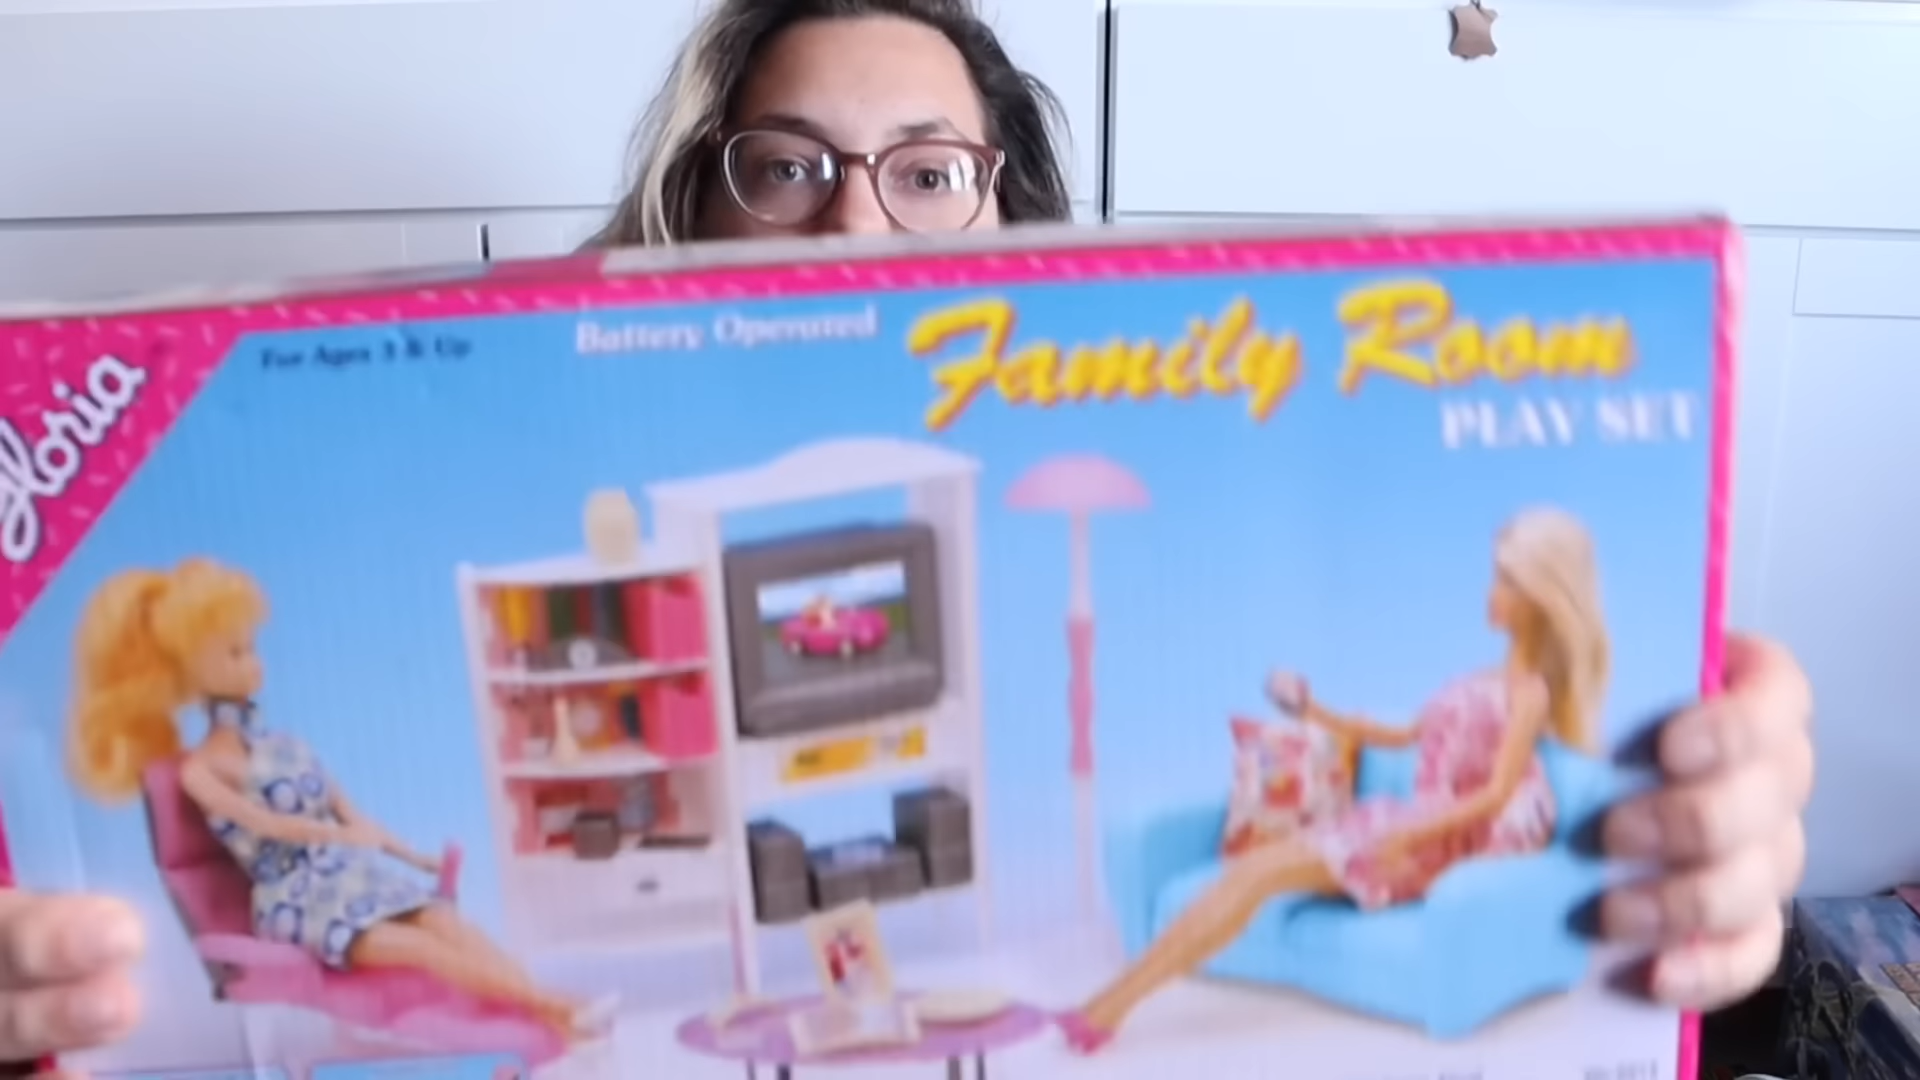 Gloria
For Ages 3 & Up
Battery Operated
Family Room
PLAY SET